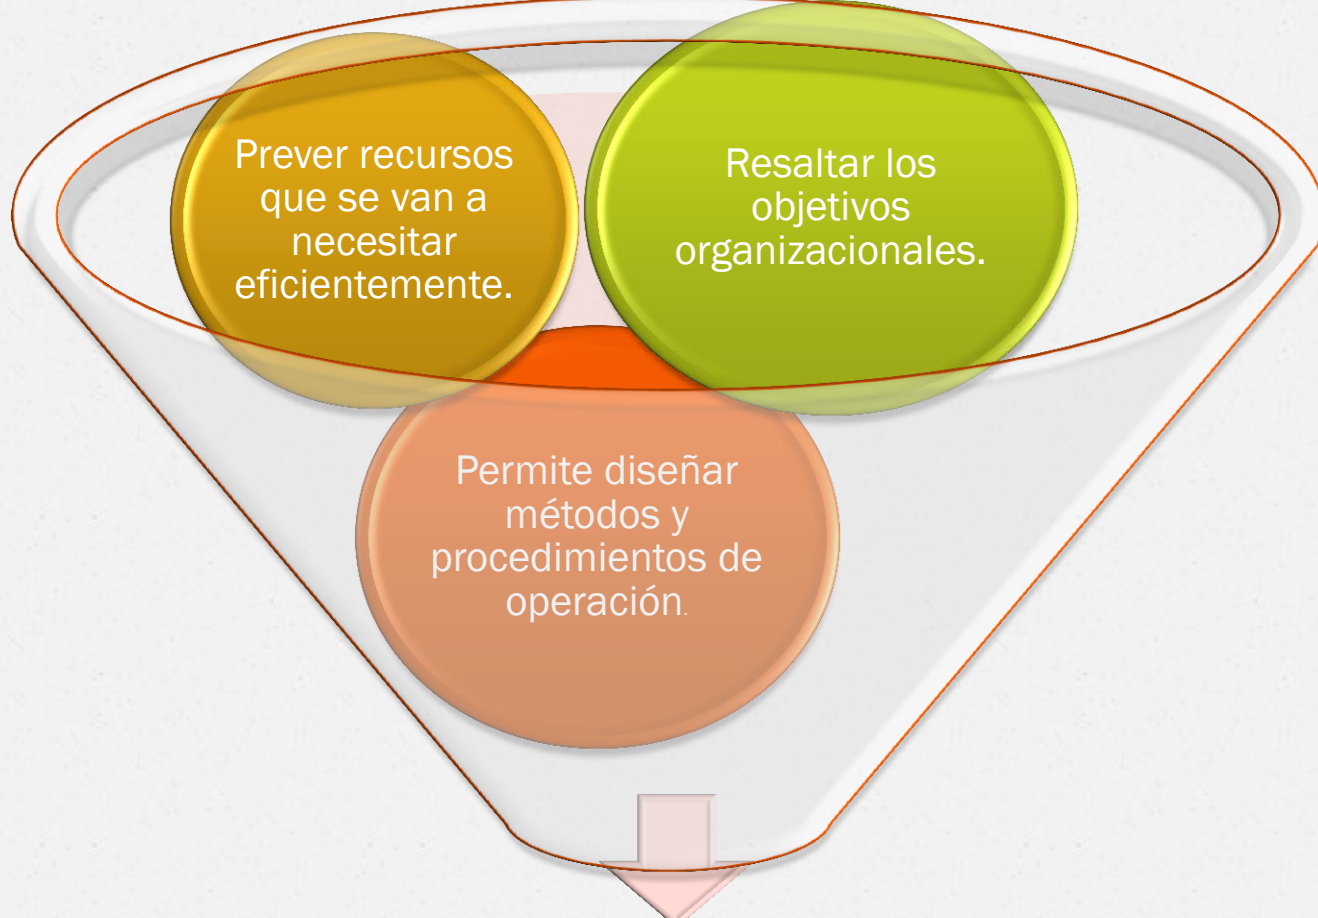 Prever recursos
que se van a
necesitar
eficientemente.
Resaltar los
objetivos
organizacionales.
Permite diseñar
métodos y
procedimientos de
operación.